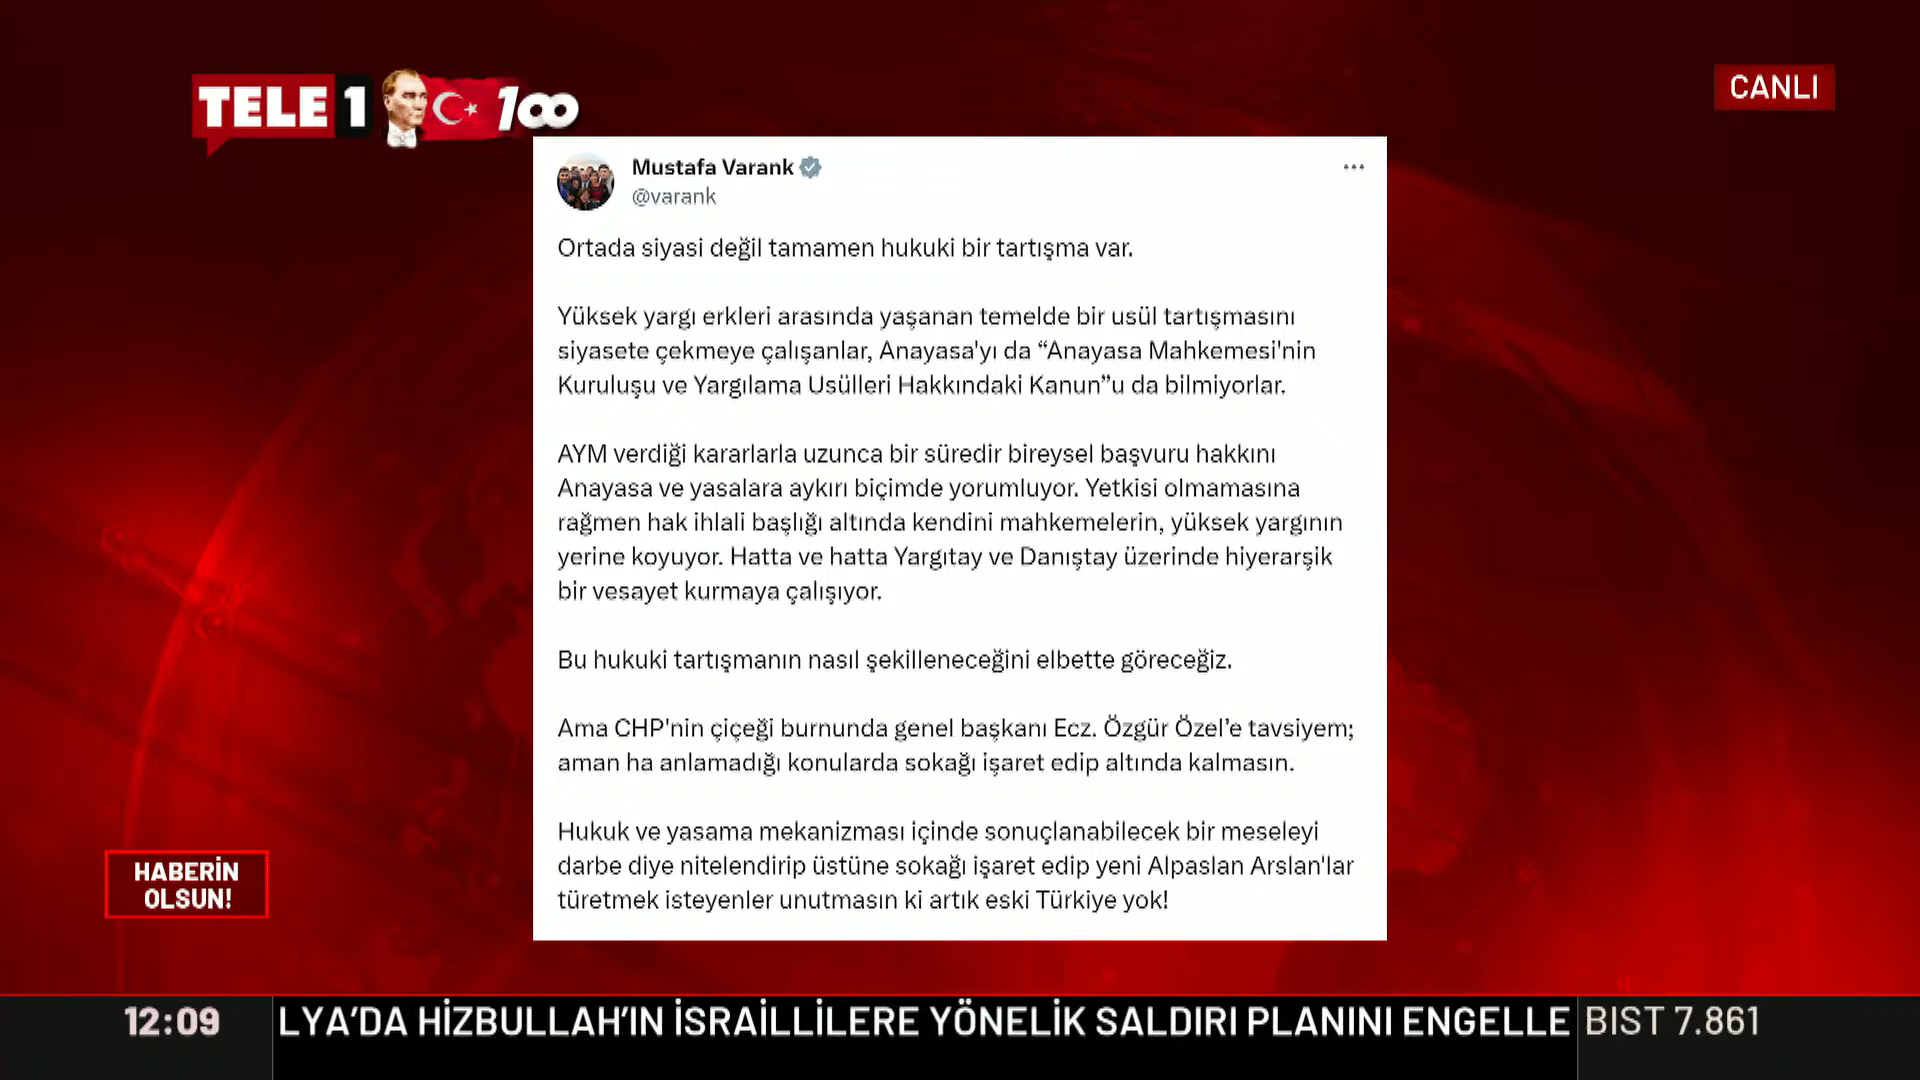 TELE 1
100
CANLI
Mustafa Varank
@varank
Ortada siyasi değil tamamen hukuki bir tartışma var.
Yüksek yargı erkleri arasında yaşanan temelde bir usül tartışmasını
siyasete çekmeye çalışanlar, Anayasa'yı da “Anayasa Mahkemesi'nin
Kuruluşu ve Yargılama Usülleri Hakkındaki Kanun”u da bilmiyorlar.
AYM verdiği kararlarla uzunca bir süredir bireysel başvuru hakkını
Anayasa ve yasalara aykırı biçimde yorumluyor. Yetkisi olmamasına
rağmen hak ihlali başlığı altında kendini mahkemelerin, yüksek yargının
yerine koyuyor. Hatta ve hatta Yargıtay ve Danıştay üzerinde hiyerarşik
bir vesayet kurmaya çalışıyor.
Bu hukuki tartışmanın nasıl şekilleneceğini elbette göreceğiz.
Ama CHP'nin çiçeği burnunda genel başkanı Ecz. Özgür Özel’e tavsiyem;
aman ha anlamadığı konularda sokağı işaret edip altında kalmasın.
Hukuk ve yasama mekanizması içinde sonuçlanabilecek bir meseleyi
darbe diye nitelendirip üstüne sokağı işaret edip yeni Alpaslan Arslan'lar
türetmek isteyenler unutmasın ki artık eski Türkiye yok!
HABERİN
OLSUN!
12:09
LYA’DA HİZBULLAH’IN İSRAİLLİLERE YÖNELİK SALDIRI PLANINI ENGELLE
BIST 7.861